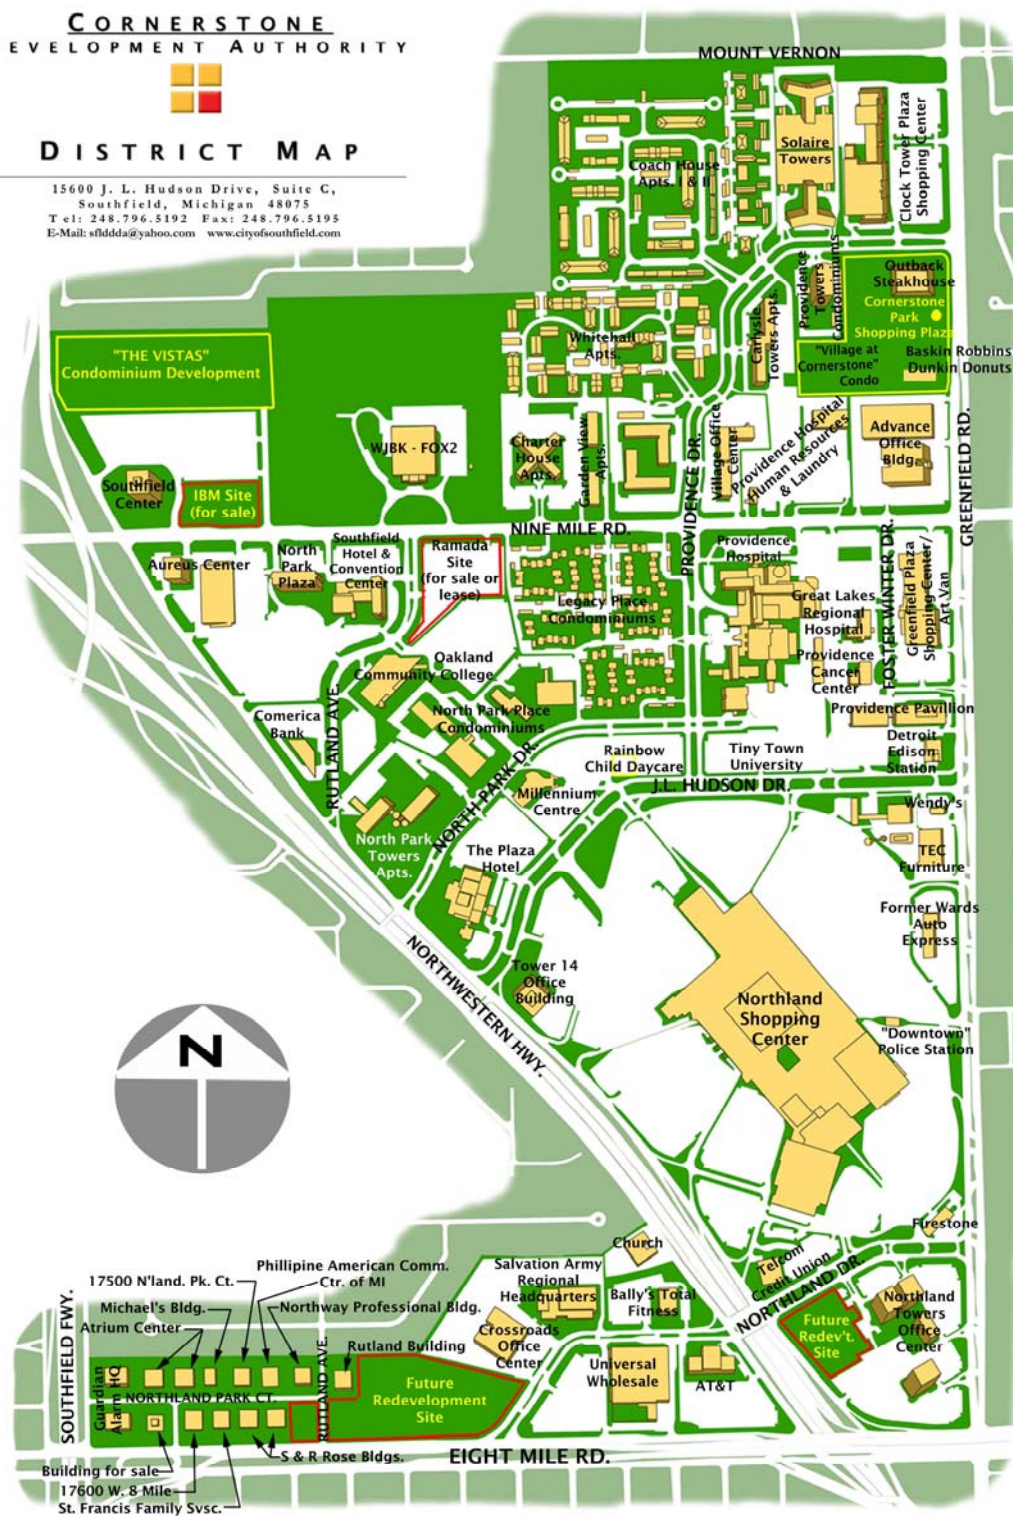 CORNERSTONE
EVELOPMENT AUTHORITY
DISTRICT MAP
15600 J. L. Hudson Drive, Suite C,
Southfield, Michigan 48075
Tel: 248.796.5192 Fax: 248.796.5195
E-Mail: sflddda@yahoo.com www.cityofsouthfield.com
MOUNT VERNON
Solaire
Towers
Clock Tower Plaza
Shopping Center
Coach House
Apts. I & II
Providence
Towers
Condominiums
Outback
Steakhouse
Cornerstone
Park
Shopping Plaza
Carlysle
Towers Apts.
Whitehall
Apts.
"Village at
Cornerstone"
Condo
Baskin Robbins
Dunkin Donuts
"THE VISTAS"
Condominium Development
WJBK - FOX2
Charter
House
Apts.
Garden View
Apts.
PROVIDENCE DR.
Village Office
Center
Providence Hospital
Human Resources
& Laundry
Advance
Office
Bldg.
GREENFIELD RD.
Southfield
Center
IBM Site
(for sale)
NINE MILE RD.
Aureus Center
North
Park
Plaza
Southfield
Hotel &
Convention
Center
Ramada
Site
(for sale or
lease)
Legacy Place
Condominiums
Providence
Hospital
Great Lakes
Regional
Hospital
Providence
Cancer
Center
FOSTER WINTER DR.
Greenfield Plaza
Shopping Center/
Art Van
Oakland
Community College
RUTLAND AVE.
Comerica
Bank
North Park Place
Condominiums
Providence Pavillion
Detroit
Edison
Station
Rainbow
Child Daycare
Tiny Town
University
J.L. HUDSON DR.
NORTH PARK DR.
Millennium
Centre
North Park
Towers
Apts.
The Plaza
Hotel
Wendy's
TEC
Furniture
Former Wards
Auto
Express
NORTHWESTERN HWY.
Tower 14
Office
Building
Northland
Shopping
Center
"Downtown"
Police Station
N
Firestone
Church
Telcom
Credit Union
NORTHLAND DR.
Phillipine American Comm.
Ctr. of MI
17500 N'land. Pk. Ct.
Michael's Bldg.
Northway Professional Bldg.
Atrium Center
Rutland Building
Salvation Army
Regional
Headquarters
Bally's Total
Fitness
Crossroads
Office
Center
Universal
Wholesale
AT&T
Future
Redev't.
Site
Northland
Towers
Office
Center
SOUTHFIELD FWY.
Guardian
Alarm HQ
NORTHLAND PARK CT.
RUTLAND AVE.
Future
Redevelopment
Site
S & R Rose Bldgs.
EIGHT MILE RD.
Building for sale
17600 W. 8 Mile
St. Francis Family Svsc.